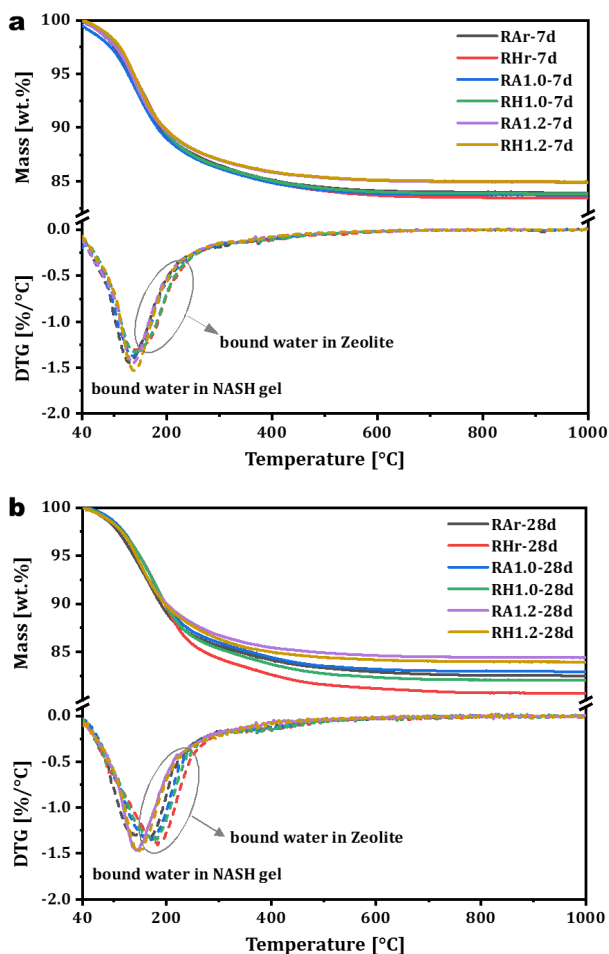 a
100
95
90
85
Mass [wt.%]
RAr-7d
RHr-7d
RA1.0-7d
RH1.0-7d
RA1.2-7d
RH1.2-7d
0.0
-0.5
-1.0
-1.5
-2.0
DTG [%/°C]
bound water in Zeolite
bound water in NASH gel
40 200 400 600 800 1000
Temperature [°C]
b
100
95
90
85
Mass [wt.%]
RAr-28d
RHr-28d
RA1.0-28d
RH1.0-28d
RA1.2-28d
RH1.2-28d
0.0
-0.5
-1.0
-1.5
-2.0
DTG [%/°C]
bound water in Zeolite
bound water in NASH gel
40 200 400 600 800 1000
Temperature [°C]